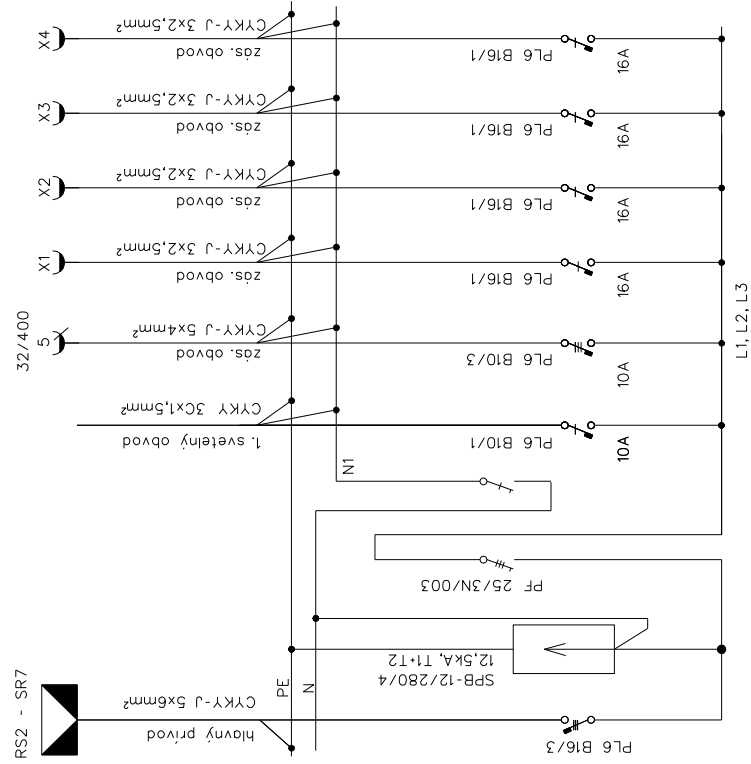 X4
CYKY-J 3x2,5mm²
zás. obvod
PL6 B16/1
16A
X3
CYKY-J 3x2,5mm²
zás. obvod
PL6 B16/1
16A
X2
CYKY-J 3x2,5mm²
zás. obvod
PL6 B16/1
16A
X1
CYKY-J 3x2,5mm²
zás. obvod
PL6 B16/1
16A
32/400
5
CYKY-J 5x4mm²
zás. obvod
PL6 B10/3
10A
CYKY 3Cx1,5mm²
1. svetelný obvod
PL6 B10/1
10A
L1, L2, L3
N1
PF 25/3N/003
SPB-12/280/4
12,5kA, T1+T2
PE
N
RS2 - SR7
CYKY-J 5x6mm²
hlavný prívod
PL6 B16/3